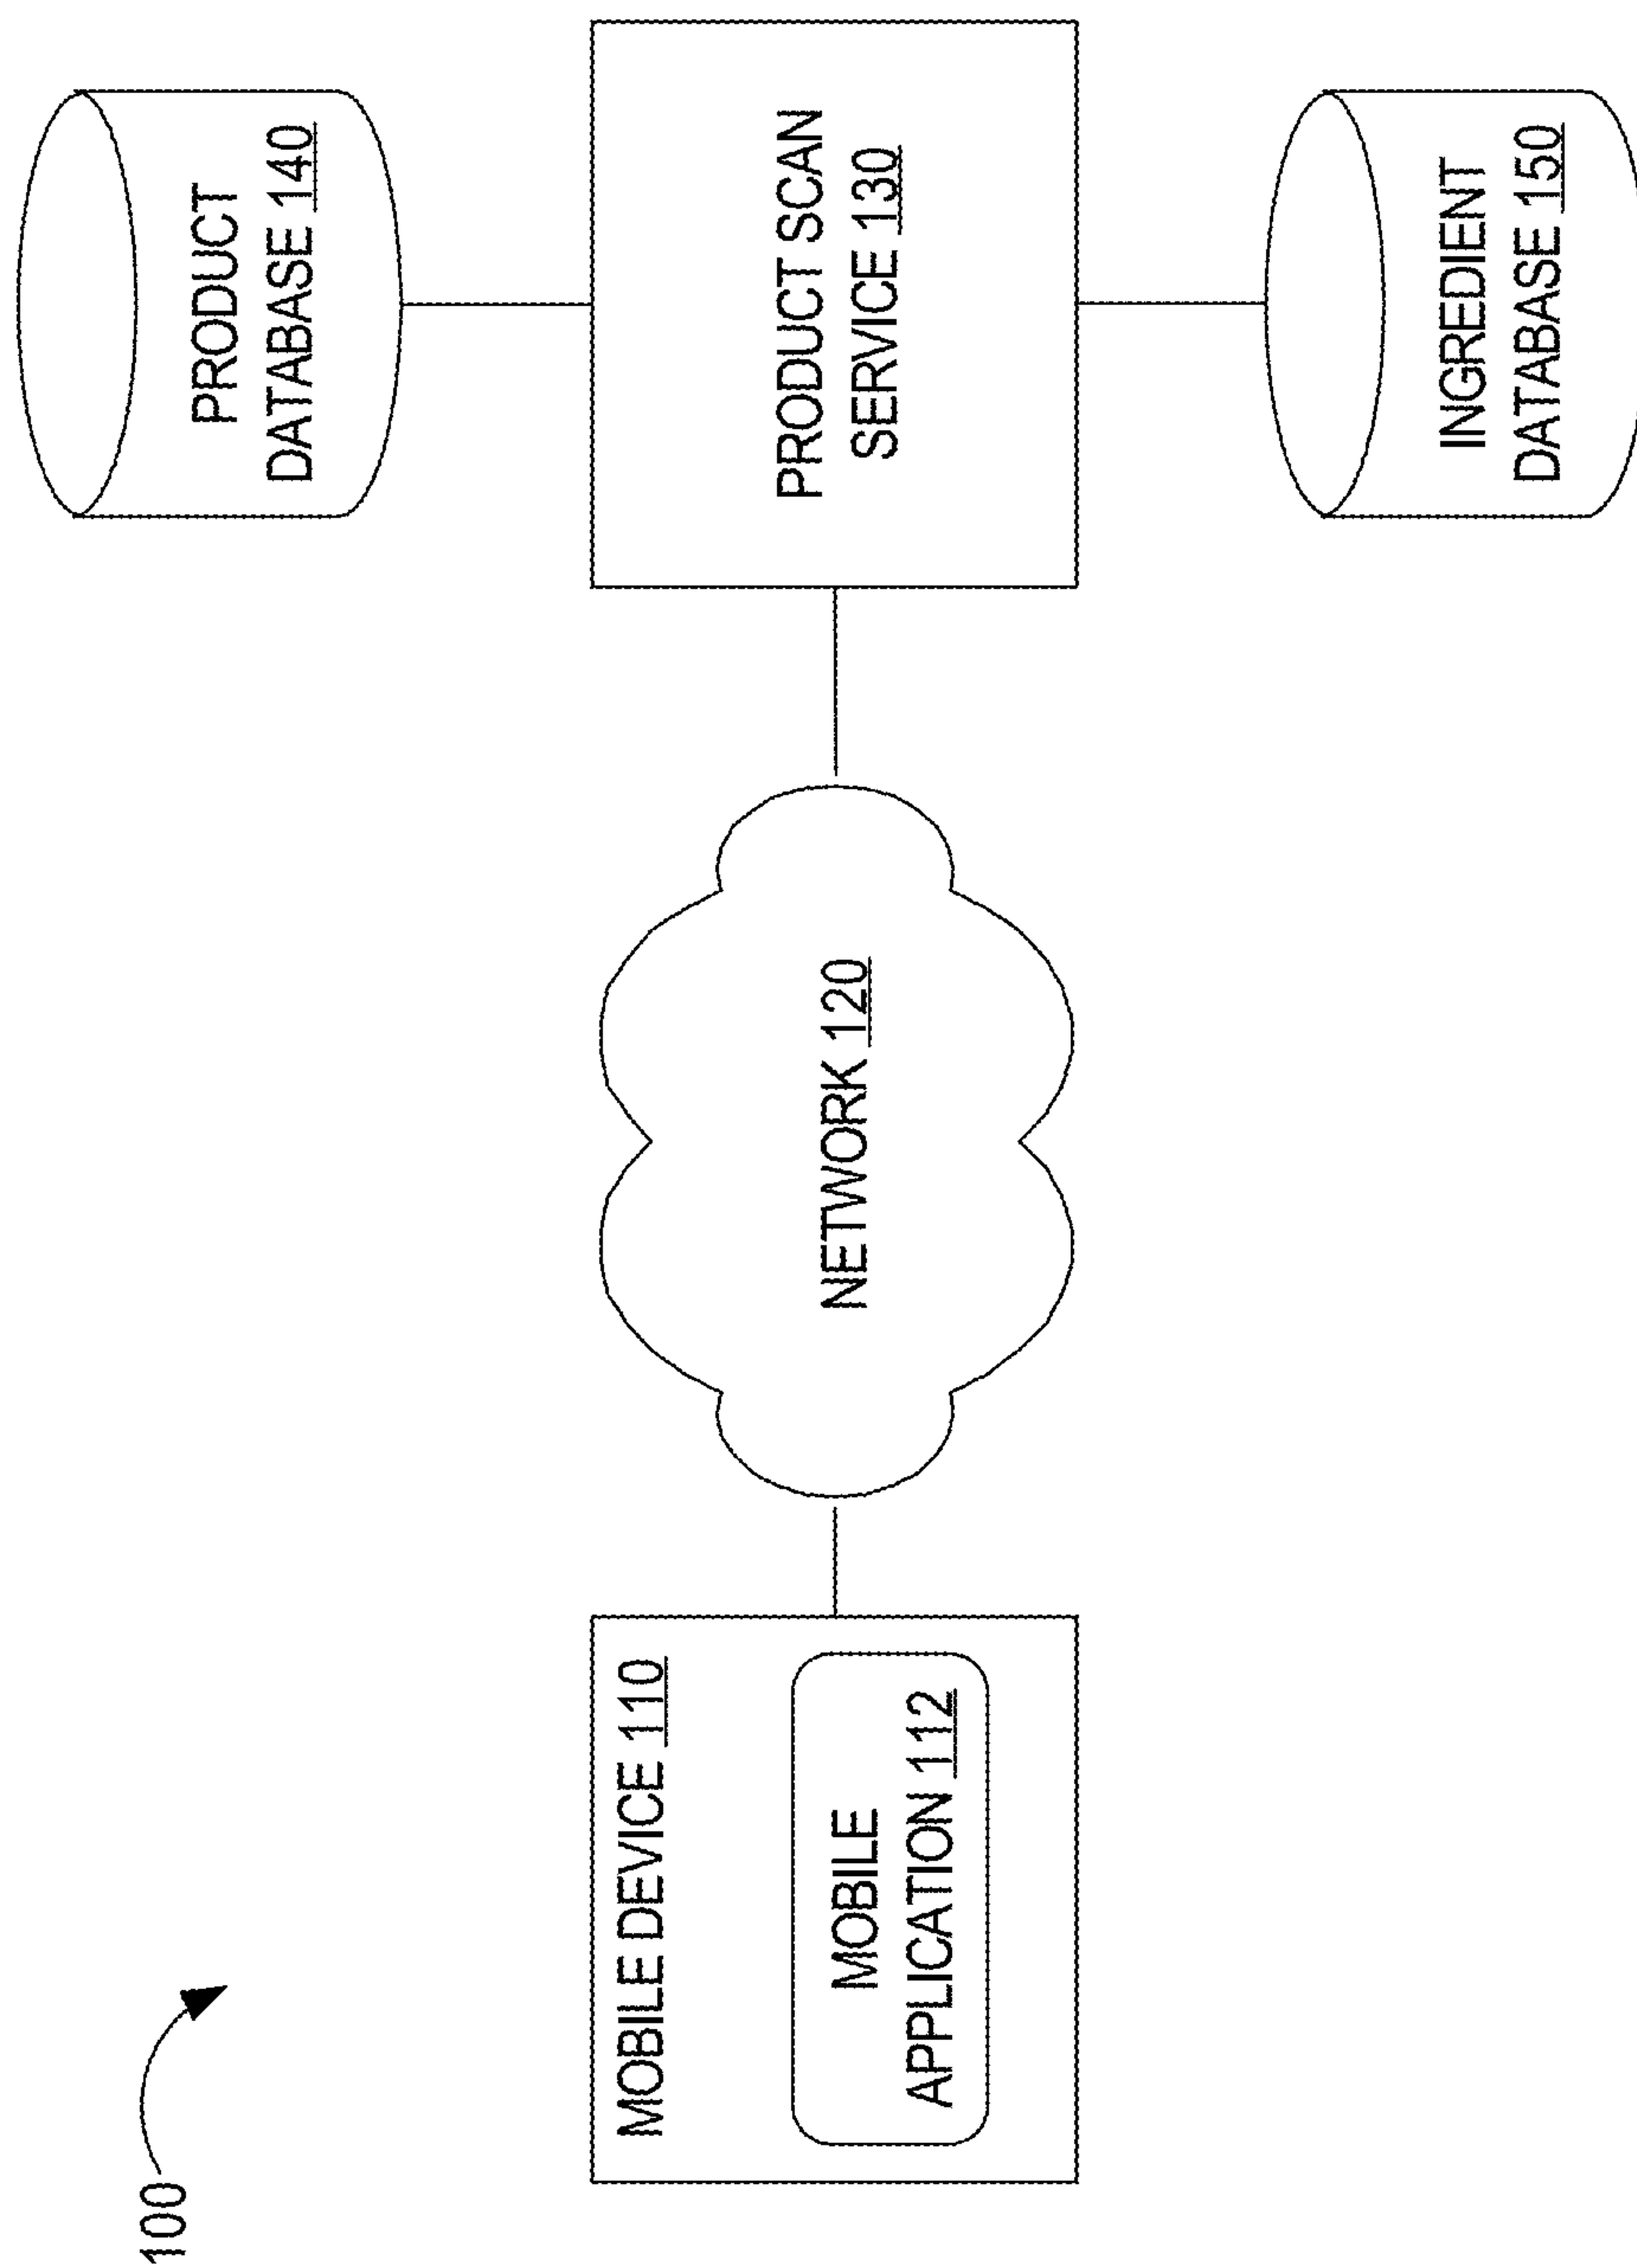 100
MOBILE DEVICE 110
MOBILE
APPLICATION 112
NETWORK 120
PRODUCT
DATABASE 140
PRODUCT SCAN
SERVICE 130
INGREDIENT
DATABASE 150